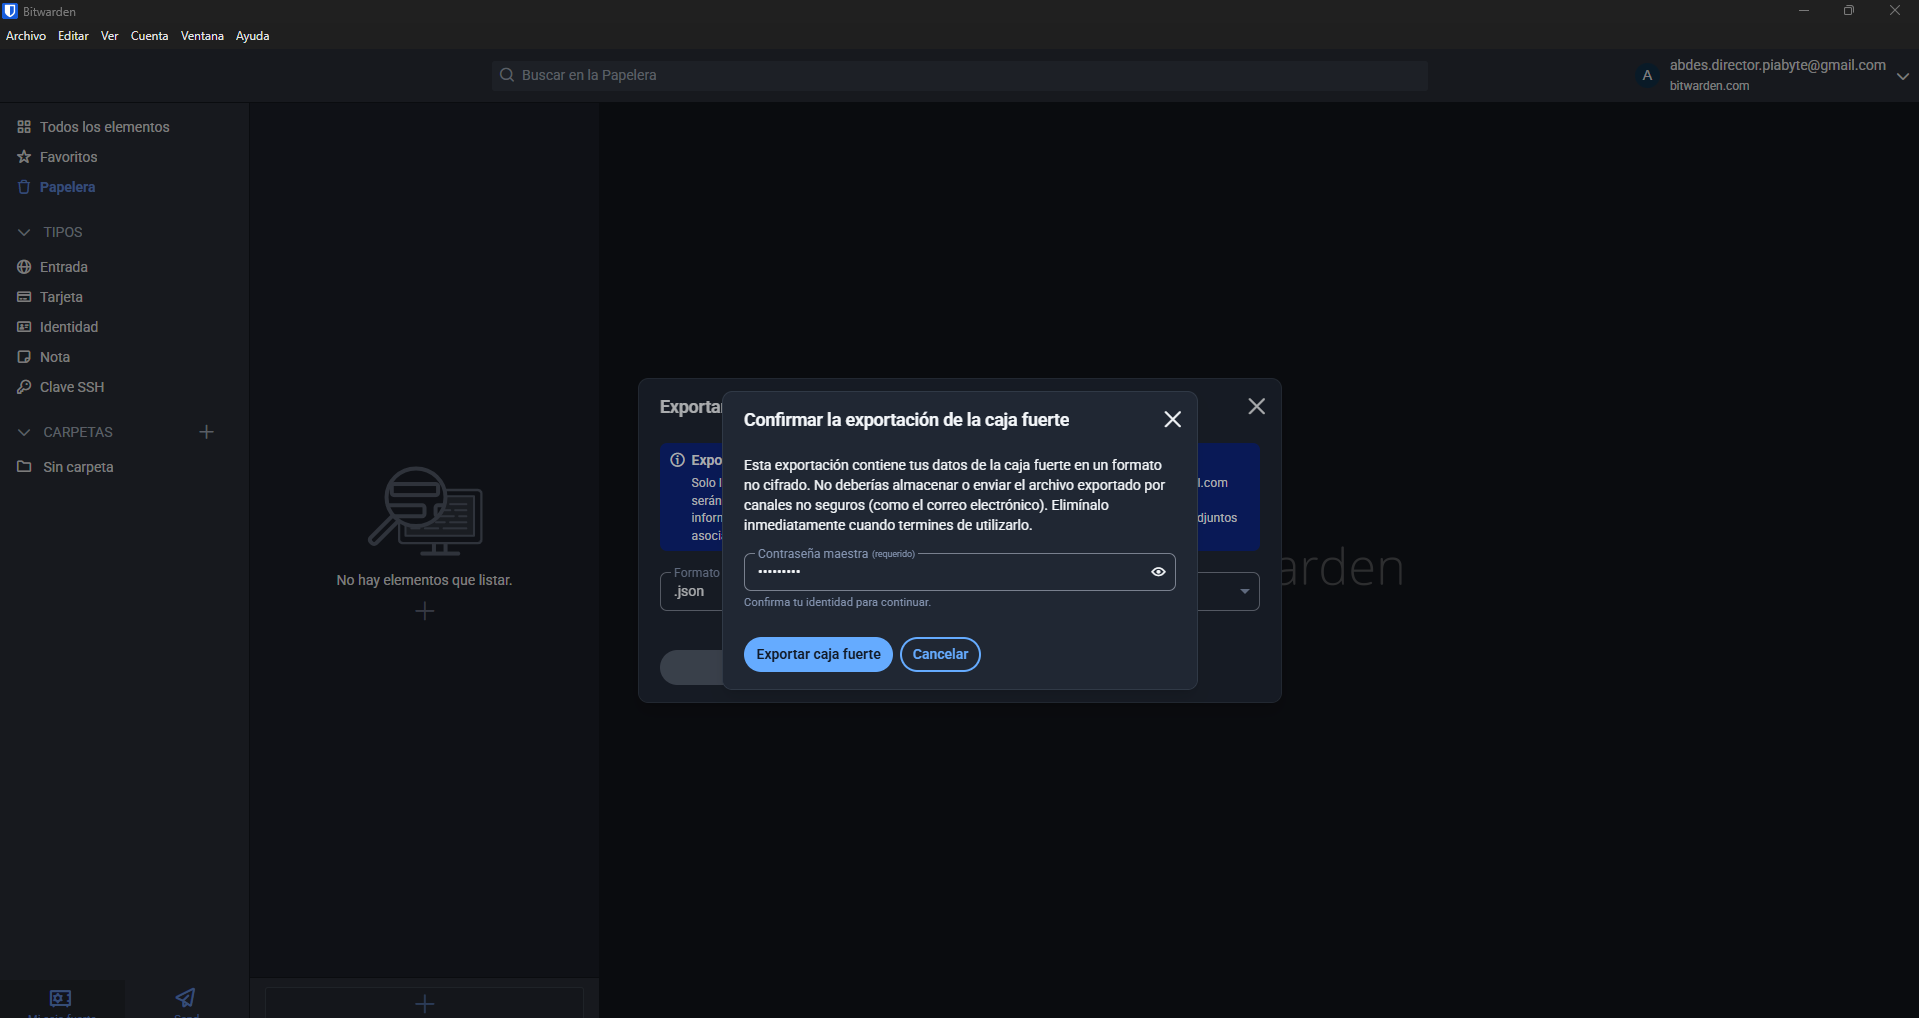 Bitwarden
Archivo Editar Ver Cuenta Ventana Ayuda
Buscar en la Papelera
A
abdes.director.piabyte@gmail.com
bitwarden.com
Todos los elementos
Favoritos
Papelera
TIPOS
Entrada
Tarjeta
Identidad
Nota
Clave SSH
CARPETAS
Sin carpeta
No hay elementos que listar.
Exporta
Expo
Solo l
l.com
serán
infor
djuntos
asoci
Formato
.json
arden
Confirmar la exportación de la caja fuerte
Esta exportación contiene tus datos de la caja fuerte en un formato
no cifrado. No deberías almacenar o enviar el archivo exportado por
canales no seguros (como el correo electrónico). Elimínalo
inmediatamente cuando termines de utilizarlo.
Contraseña maestra (requerido)
•••••••••
Confirma tu identidad para continuar.
Exportar caja fuerte
Cancelar